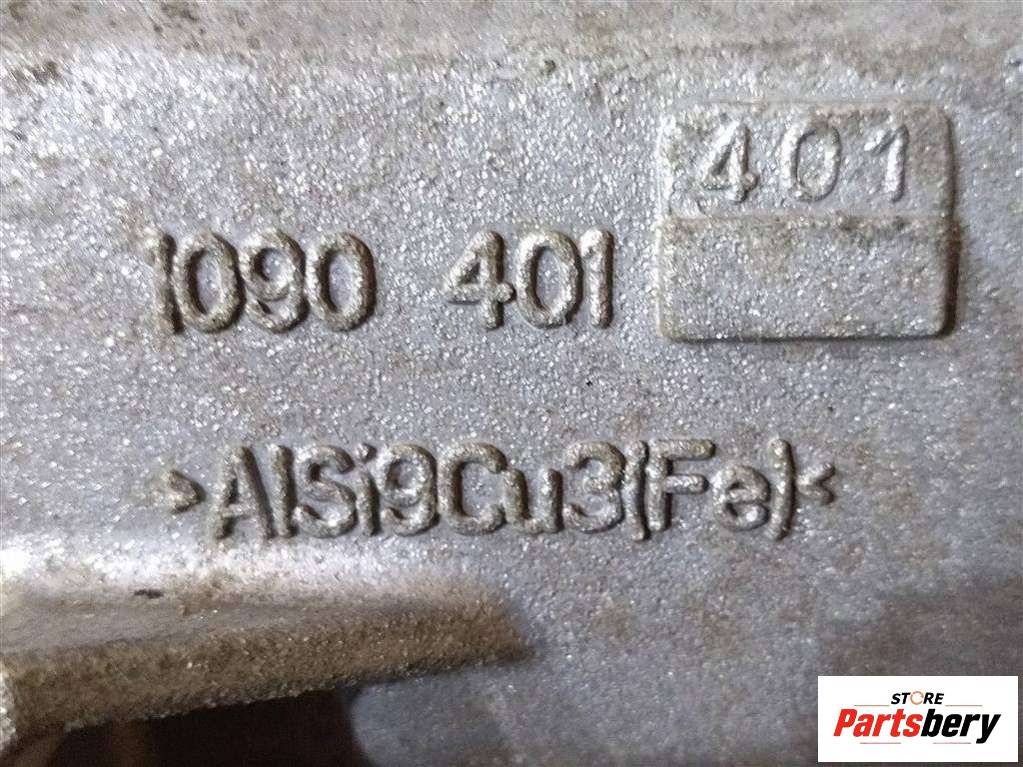 401
1090 401
>AlSi9Cu3(Fe)<
STORE
Partsbery